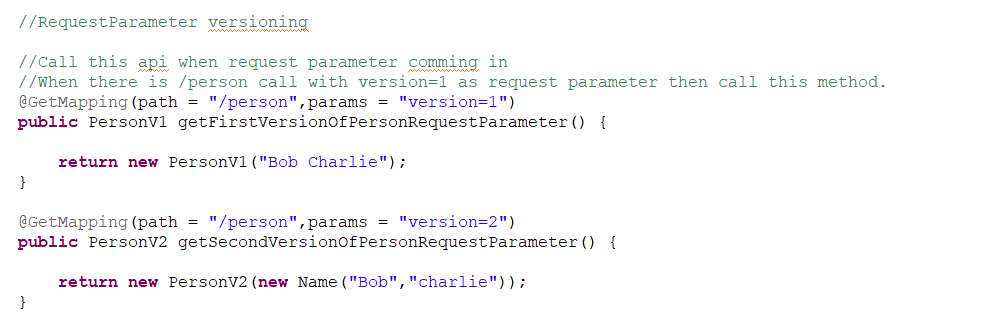 //RequestParameter versioning
//Call this api when request parameter comming in
//When there is /person call with version=1 as request parameter then call this method.
@GetMapping(path = "/person",params = "version=1")
public PersonV1 getFirstVersionOfPersonRequestParameter() {
return new PersonV1("Bob Charlie");
}
@GetMapping(path = "/person",params = "version=2")
public PersonV2 getSecondVersionOfPersonRequestParameter() {
return new PersonV2(new Name("Bob","charlie"));
}